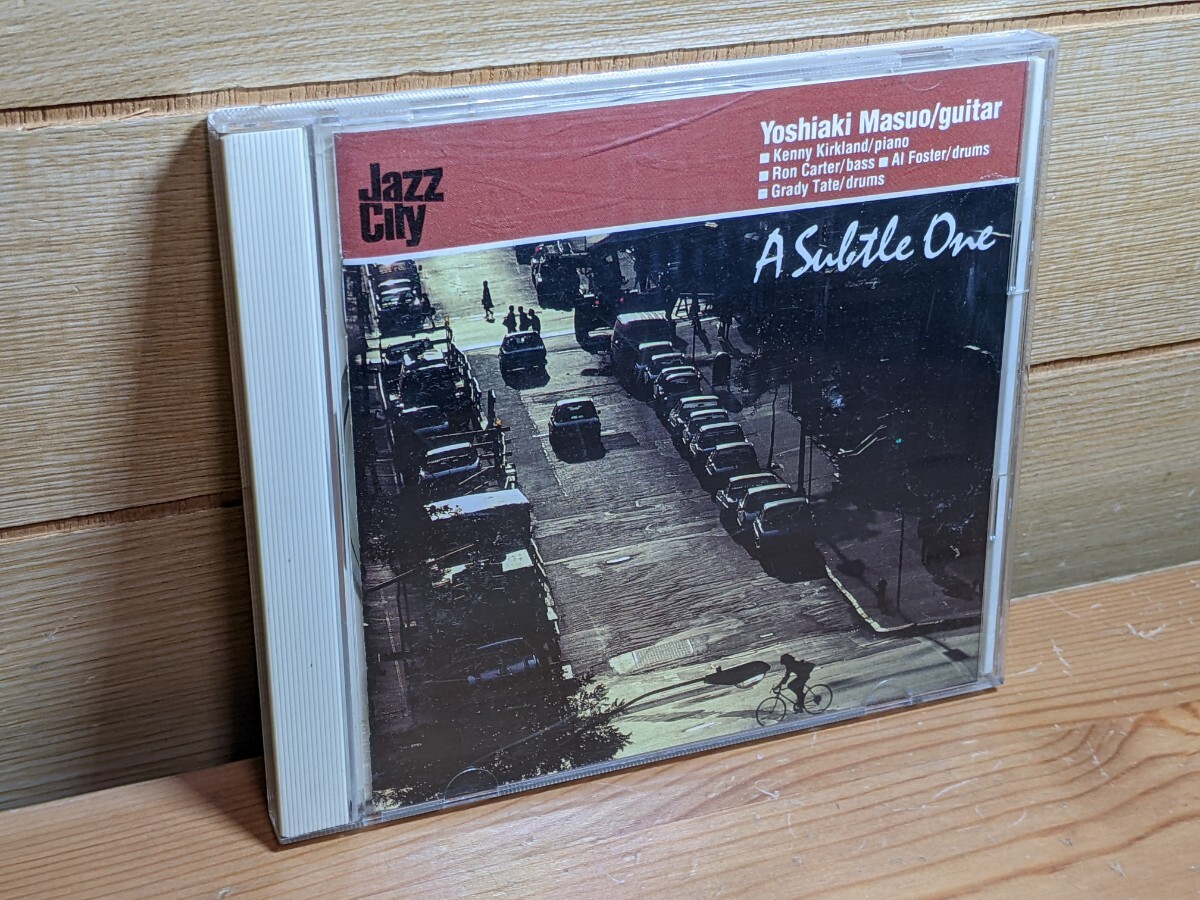 Jazz
City
Yoshiaki Masuo/guitar
■ Kenny Kirkland/piano
■ Ron Carter/bass ■ Al Foster/drums
■ Grady Tate/drums
A Subtle One